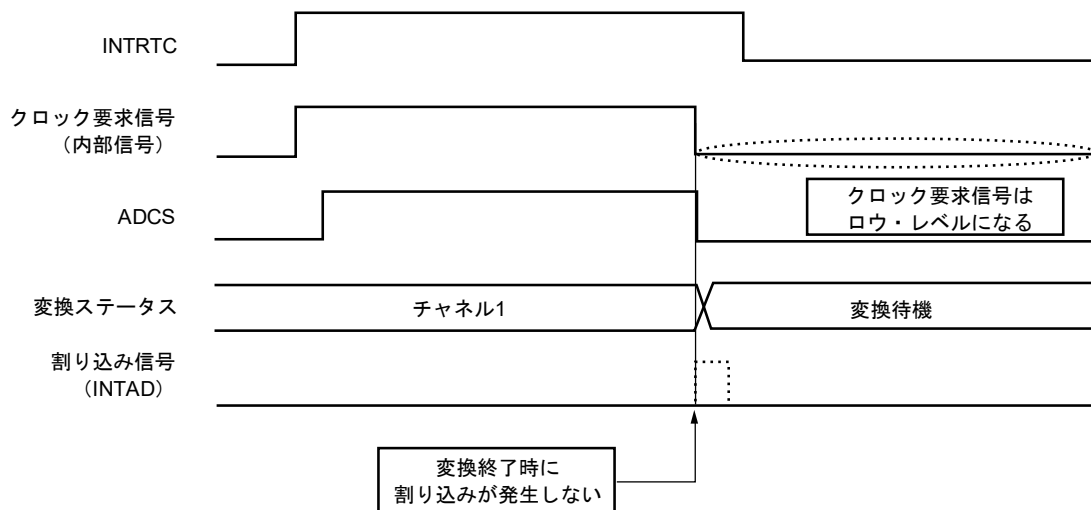 INTRTC
クロック要求信号
（内部信号）
ADCS
クロック要求信号は
ロウ・レベルになる
変換ステータス
チャネル1
変換待機
割り込み信号
（INTAD）
変換終了時に
割り込みが発生しない